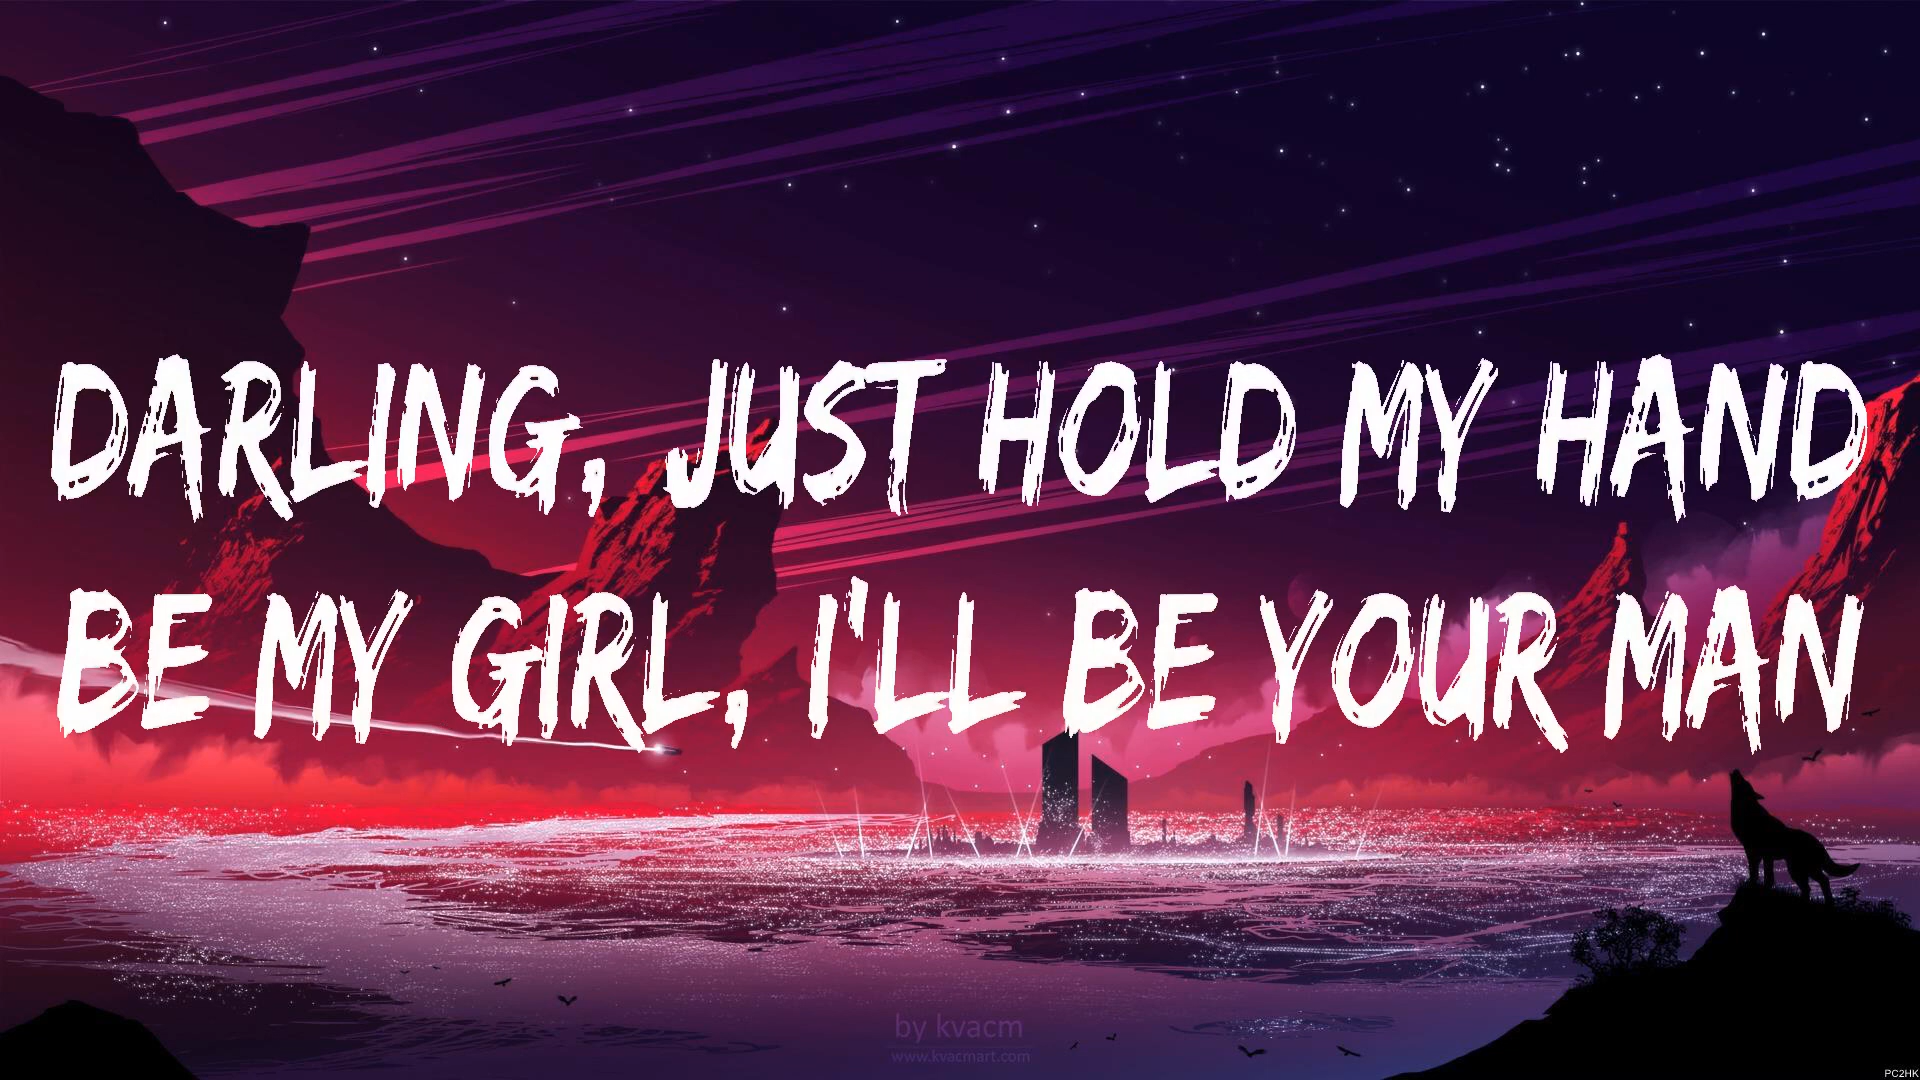 DARLING, JUST HOLD MY HAND
BE MY GIRL, I'LL BE YOUR MAN
by kvacm
www.kvacmart.com
PC2HK